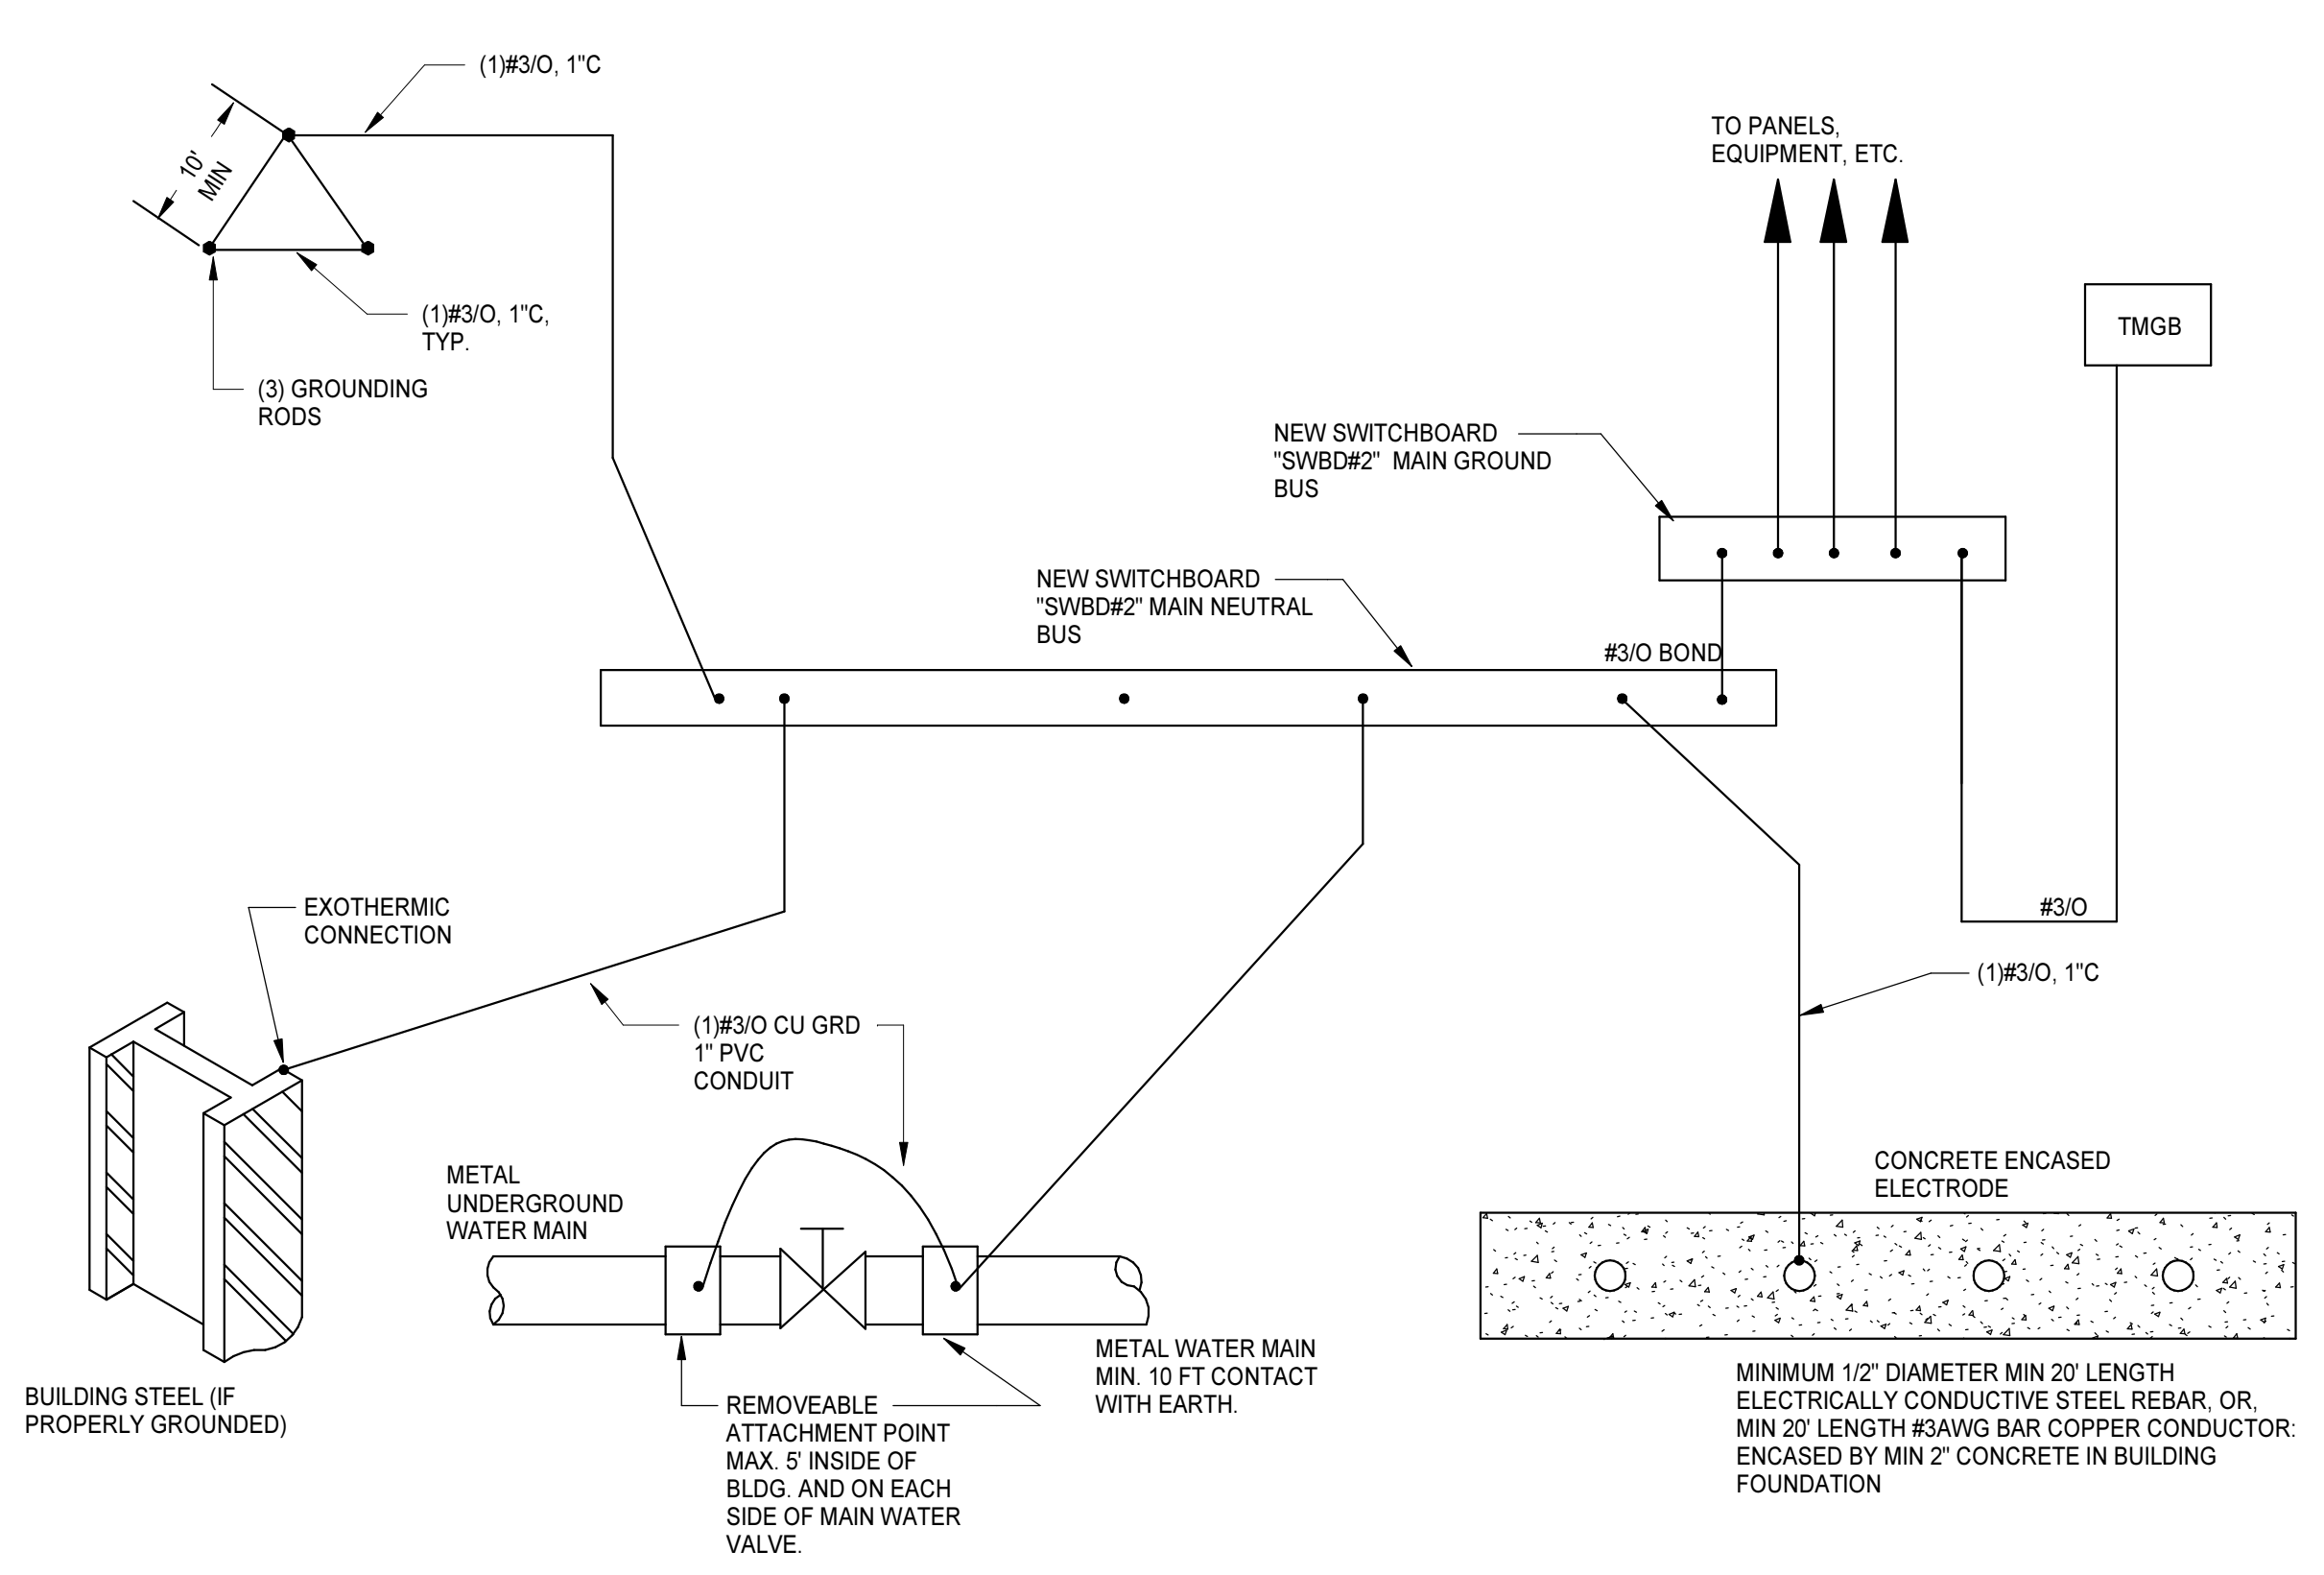 (1)#3/O, 1"C
10'
MIN
(1)#3/O, 1"C,
TYP.
(3) GROUNDING
RODS
TO PANELS,
EQUIPMENT, ETC.
TMGB
NEW SWITCHBOARD
"SWBD#2" MAIN GROUND
BUS
NEW SWITCHBOARD
"SWBD#2" MAIN NEUTRAL
BUS
#3/O BOND
EXOTHERMIC
CONNECTION
#3/O
(1)#3/O, 1"C
(1)#3/O CU GRD
1" PVC
CONDUIT
METAL
UNDERGROUND
WATER MAIN
CONCRETE ENCASED
ELECTRODE
BUILDING STEEL (IF
PROPERLY GROUNDED)
REMOVEABLE
ATTACHMENT POINT
MAX. 5' INSIDE OF
BLDG. AND ON EACH
SIDE OF MAIN WATER
VALVE.
METAL WATER MAIN
MIN. 10 FT CONTACT
WITH EARTH.
MINIMUM 1/2" DIAMETER MIN 20' LENGTH
ELECTRICALLY CONDUCTIVE STEEL REBAR, OR,
MIN 20' LENGTH #3AWG BAR COPPER CONDUCTOR:
ENCASED BY MIN 2" CONCRETE IN BUILDING
FOUNDATION